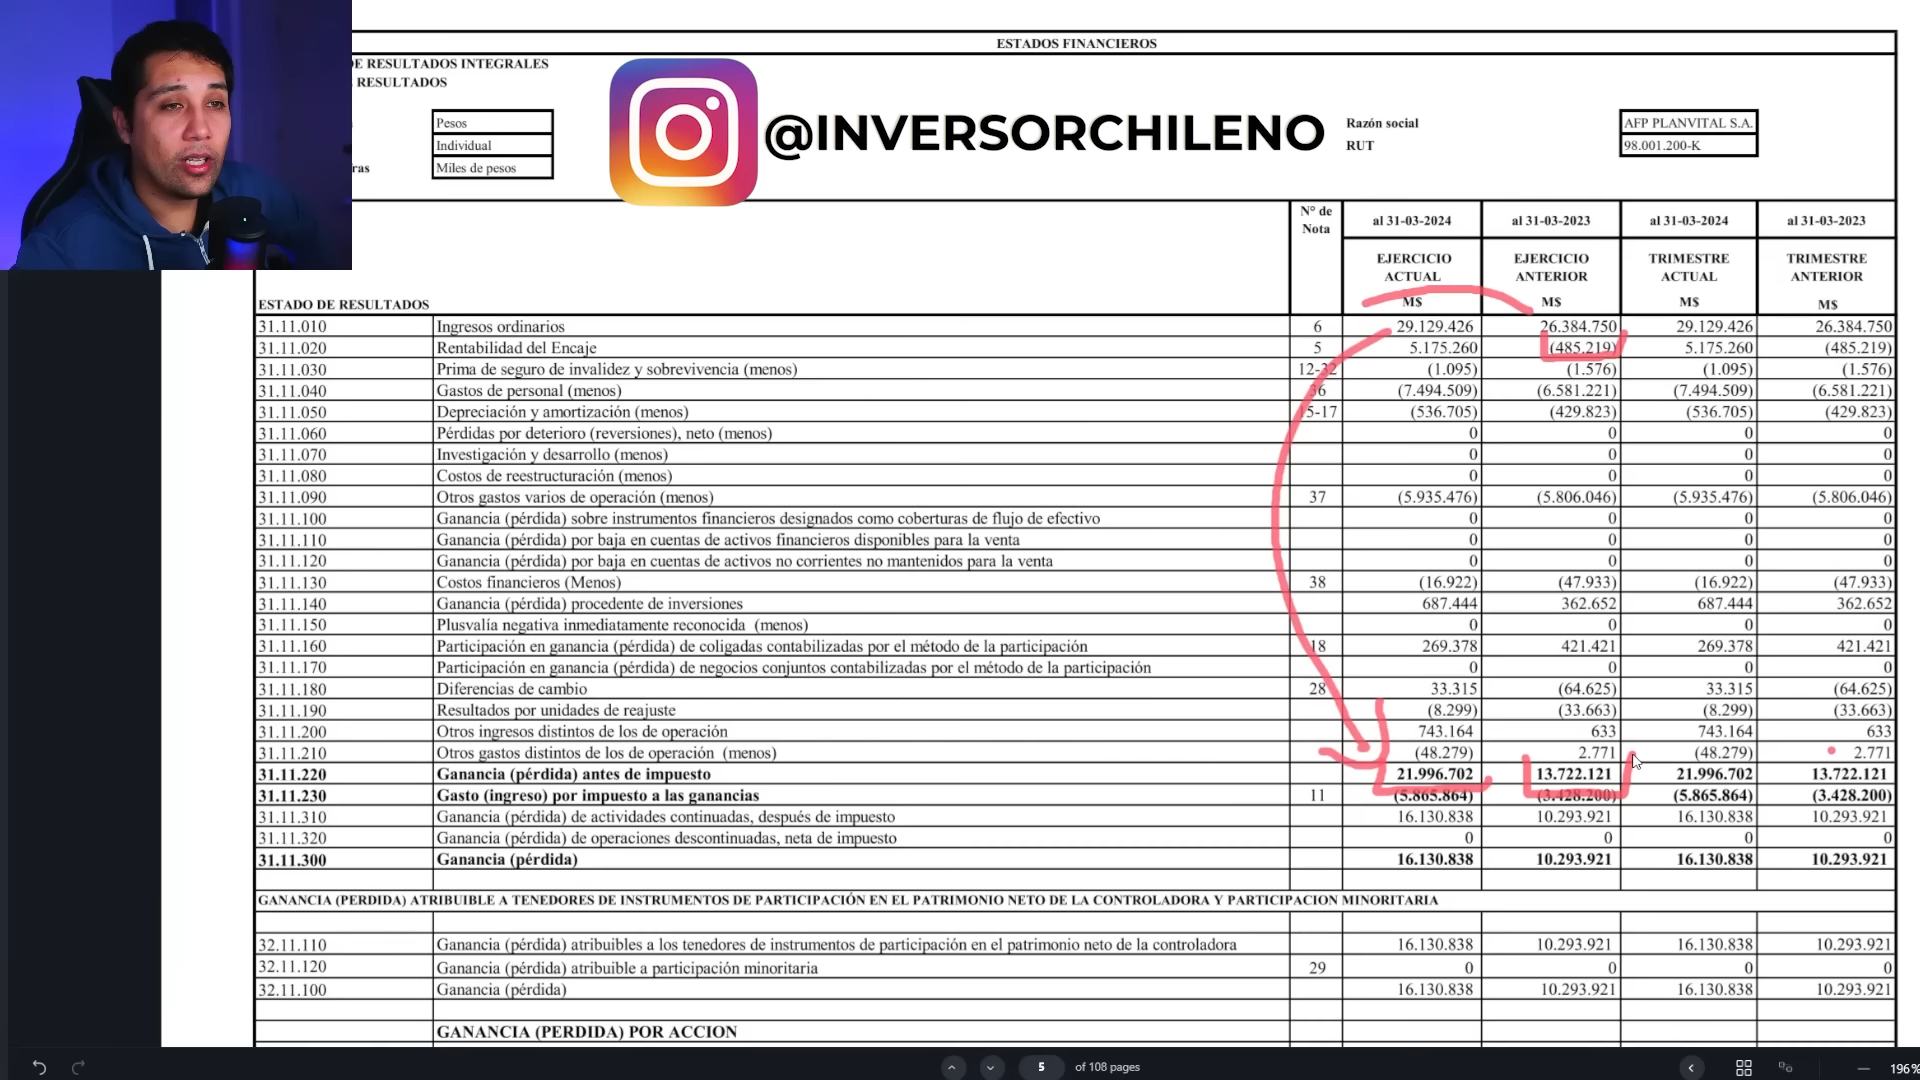 ESTADOS FINANCIEROS
DE RESULTADOS INTEGRALES
RESULTADOS
Pesos
Individual
Miles de pesos
@INVERSORCHILENO
Razón social AFP PLANVITAL S.A.
RUT 98.001.200-K
N° de Nota al 31-03-2024 al 31-03-2023 al 31-03-2024 al 31-03-2023
EJERCICIO ACTUAL EJERCICIO ANTERIOR TRIMESTRE ACTUAL TRIMESTRE ANTERIOR
ESTADO DE RESULTADOS M$ M$ M$ M$
31.11.010 Ingresos ordinarios 6 29.129.426 26.384.750 29.129.426 26.384.750
31.11.020 Rentabilidad del Encaje 5 5.175.260 (485.219) 5.175.260 (485.219)
31.11.030 Prima de seguro de invalidez y sobrevivencia (menos) 12-32 (1.095) (1.576) (1.095) (1.576)
31.11.040 Gastos de personal (menos) 36 (7.494.509) (6.581.221) (7.494.509) (6.581.221)
31.11.050 Depreciación y amortización (menos) 15-17 (536.705) (429.823) (536.705) (429.823)
31.11.060 Pérdidas por deterioro (reversiones), neto (menos) 0 0 0 0
31.11.070 Investigación y desarrollo (menos) 0 0 0 0
31.11.080 Costos de reestructuración (menos) 0 0 0 0
31.11.090 Otros gastos varios de operación (menos) 37 (5.935.476) (5.806.046) (5.935.476) (5.806.046)
31.11.100 Ganancia (pérdida) sobre instrumentos financieros designados como coberturas de flujo de efectivo 0 0 0 0
31.11.110 Ganancia (pérdida) por baja en cuentas de activos financieros disponibles para la venta 0 0 0 0
31.11.120 Ganancia (pérdida) por baja en cuentas de activos no corrientes no mantenidos para la venta 0 0 0 0
31.11.130 Costos financieros (Menos) 38 (16.922) (47.933) (16.922) (47.933)
31.11.140 Ganancia (pérdida) procedente de inversiones 687.444 362.652 687.444 362.652
31.11.150 Plusvalía negativa inmediatamente reconocida (menos) 0 0 0 0
31.11.160 Participación en ganancia (pérdida) de coligadas contabilizadas por el método de la participación 18 269.378 421.421 269.378 421.421
31.11.170 Participación en ganancia (pérdida) de negocios conjuntos contabilizadas por el método de la participación 0 0 0 0
31.11.180 Diferencias de cambio 28 33.315 (64.625) 33.315 (64.625)
31.11.190 Resultados por unidades de reajuste (8.299) (33.663) (8.299) (33.663)
31.11.200 Otros ingresos distintos de los de operación 743.164 633 743.164 633
31.11.210 Otros gastos distintos de los de operación (menos) (48.279) 2.771 (48.279) 2.771
31.11.220 Ganancia (pérdida) antes de impuesto 21.996.702 13.722.121 21.996.702 13.722.121
31.11.230 Gasto (ingreso) por impuesto a las ganancias 11 (5.865.864) (3.428.200) (5.865.864) (3.428.200)
31.11.310 Ganancia (pérdida) de actividades continuadas, después de impuesto 16.130.838 10.293.921 16.130.838 10.293.921
31.11.320 Ganancia (pérdida) de operaciones descontinuadas, neta de impuesto 0 0 0 0
31.11.300 Ganancia (pérdida) 16.130.838 10.293.921 16.130.838 10.293.921
GANANCIA (PERDIDA) ATRIBUIBLE A TENEDORES DE INSTRUMENTOS DE PARTICIPACIÓN EN EL PATRIMONIO NETO DE LA CONTROLADORA Y PARTICIPACION MINORITARIA
32.11.110 Ganancia (pérdida) atribuibles a los tenedores de instrumentos de participación en el patrimonio neto de la controladora 16.130.838 10.293.921 16.130.838 10.293.921
32.11.120 Ganancia (pérdida) atribuible a participación minoritaria 29 0 0 0 0
32.11.100 Ganancia (pérdida) 16.130.838 10.293.921 16.130.838 10.293.921
GANANCIA (PERDIDA) POR ACCION
5 of 108 pages
196%